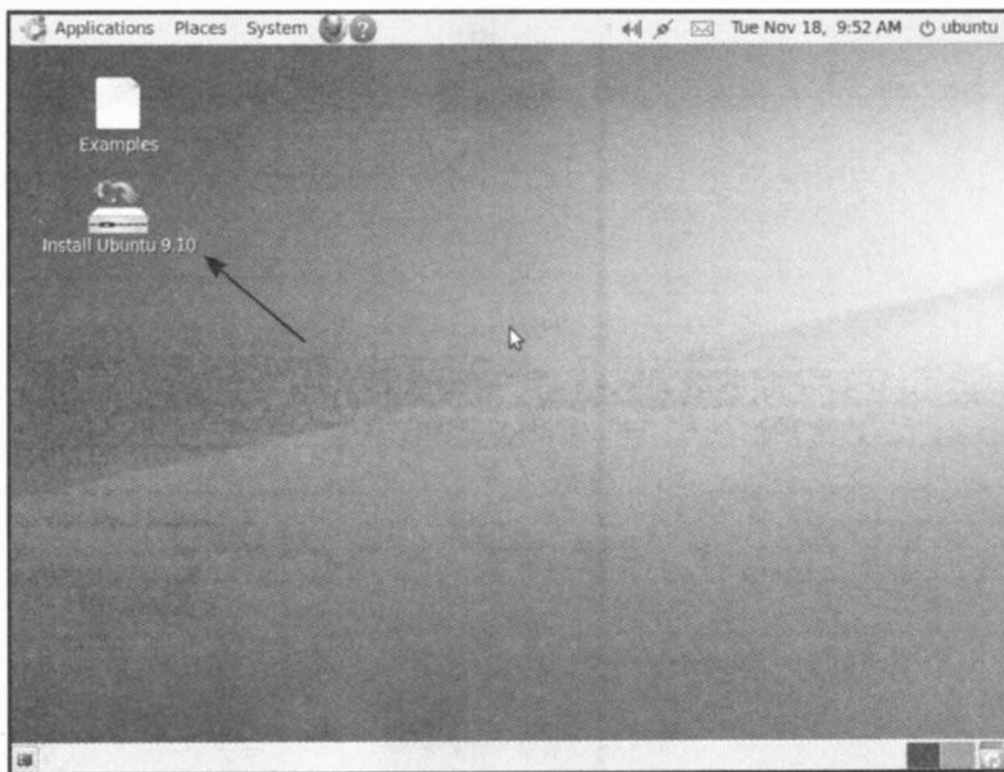 Applications Places System ?
Tue Nov 18, 9:52 AM ubuntu
Examples
Install Ubuntu 9.10